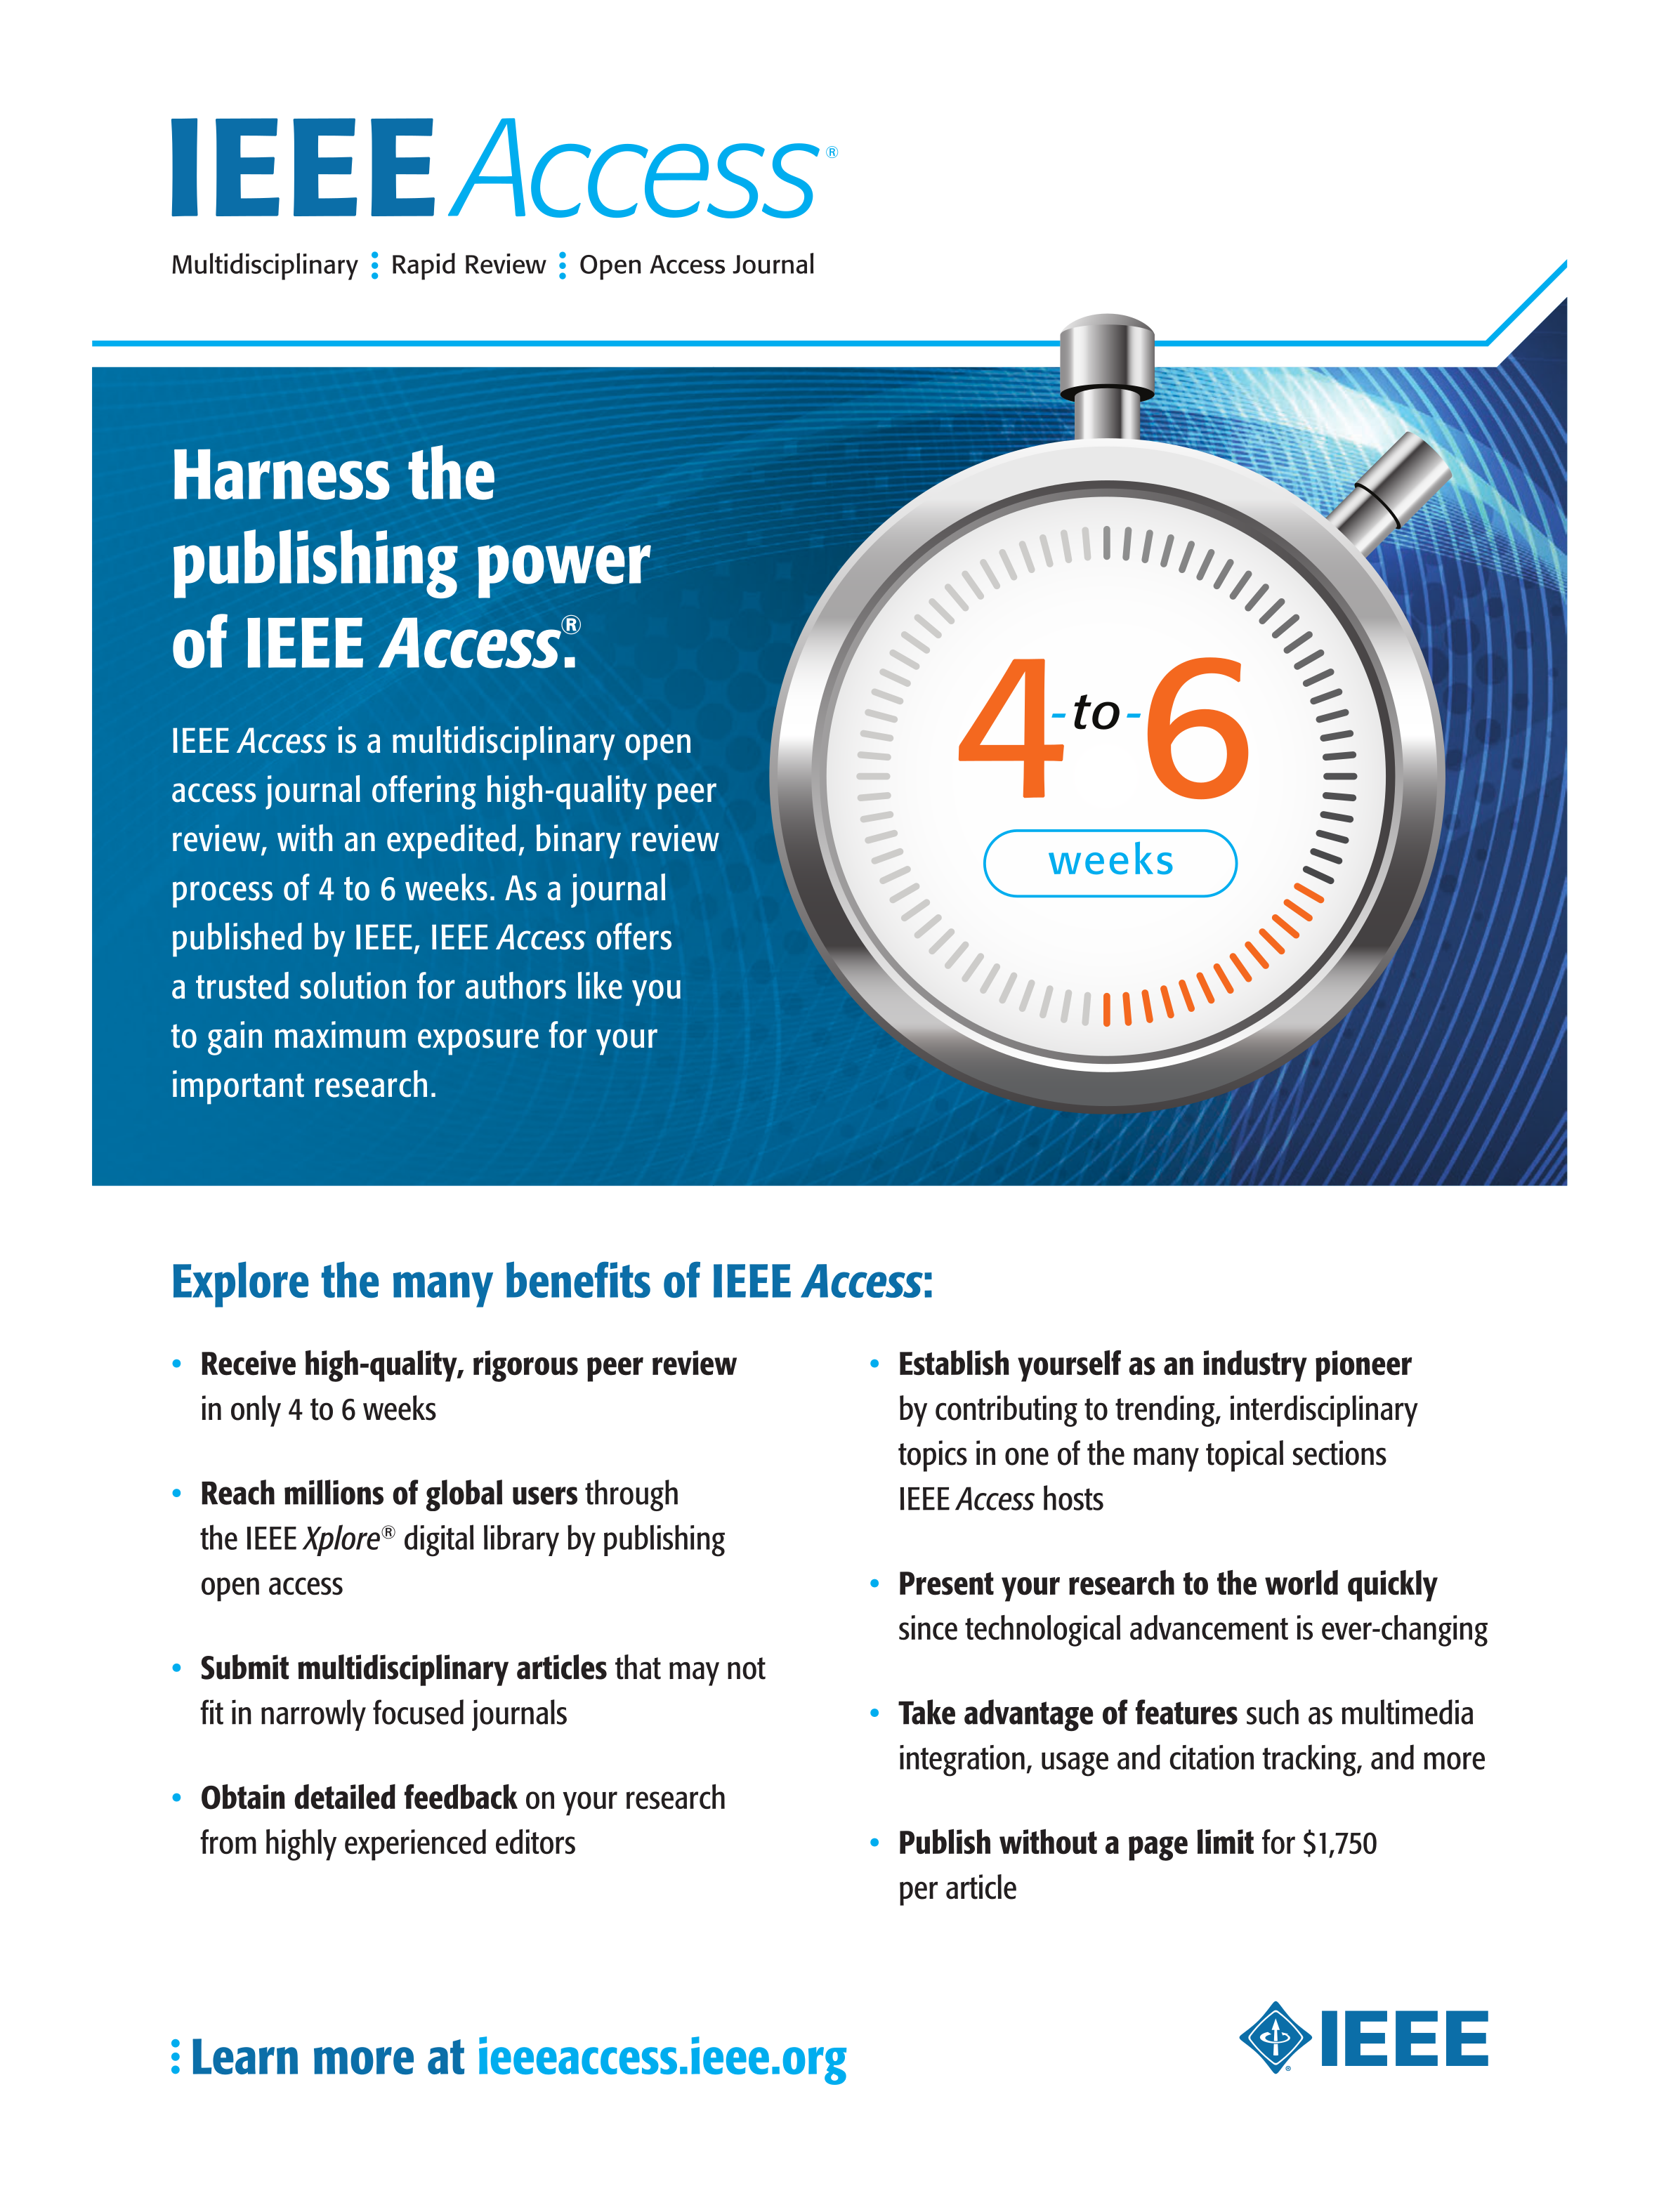 IEEE Access®
Multidisciplinary ⋮ Rapid Review ⋮ Open Access Journal
Harness the
publishing power
of IEEE Access®.
IEEE Access is a multidisciplinary open
access journal offering high-quality peer
review, with an expedited, binary review
process of 4 to 6 weeks. As a journal
published by IEEE, IEEE Access offers
a trusted solution for authors like you
to gain maximum exposure for your
important research.
4-to-6
weeks
Explore the many benefits of IEEE Access:
• Receive high-quality, rigorous peer review
in only 4 to 6 weeks
• Reach millions of global users through
the IEEE Xplore® digital library by publishing
open access
• Submit multidisciplinary articles that may not
fit in narrowly focused journals
• Obtain detailed feedback on your research
from highly experienced editors
• Establish yourself as an industry pioneer
by contributing to trending, interdisciplinary
topics in one of the many topical sections
IEEE Access hosts
• Present your research to the world quickly
since technological advancement is ever-changing
• Take advantage of features such as multimedia
integration, usage and citation tracking, and more
• Publish without a page limit for $1,750
per article
Learn more at ieeeaccess.ieee.org
IEEE